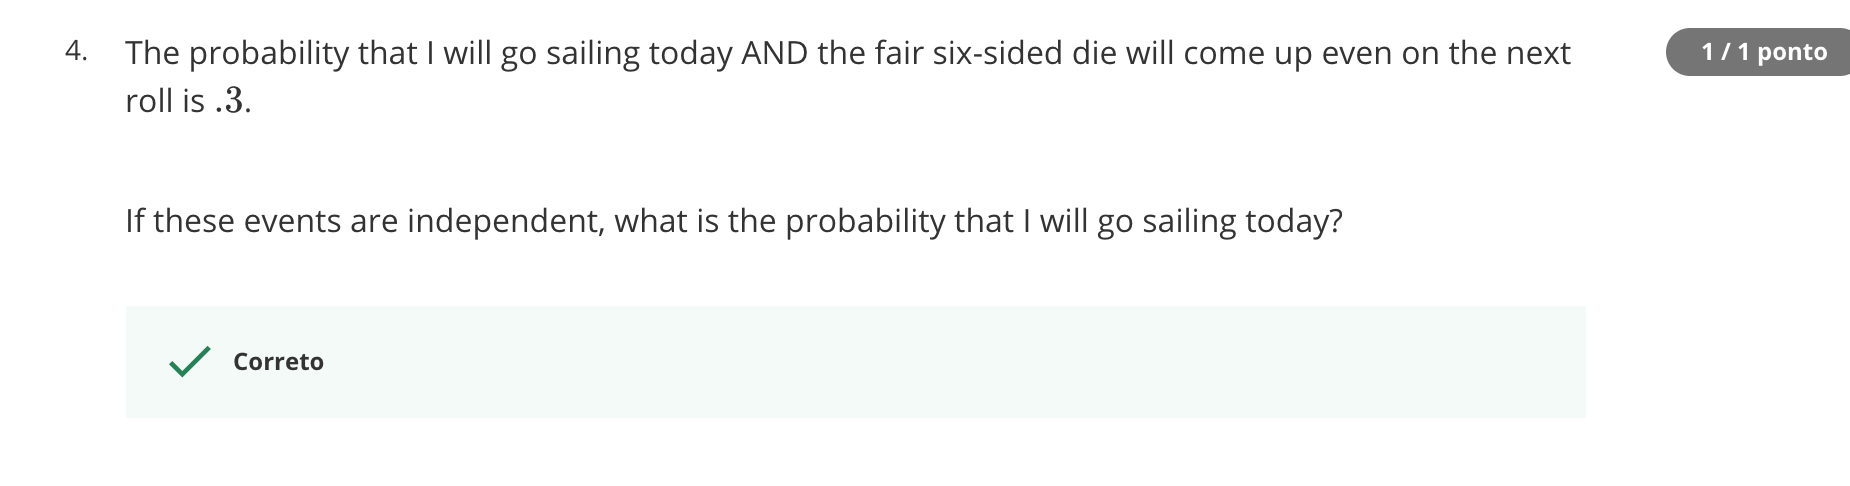 4. The probability that I will go sailing today AND the fair six-sided die will come up even on the next
1 / 1 ponto
roll is .3.
If these events are independent, what is the probability that I will go sailing today?
Correto